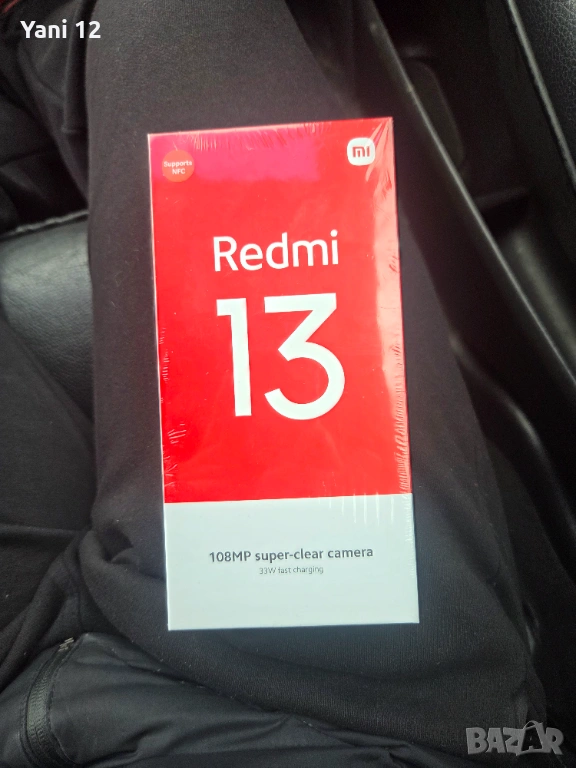 Yani 12
Supports
NFC
mi
Redmi
13
108MP super-clear camera
33W fast charging
BAZAR